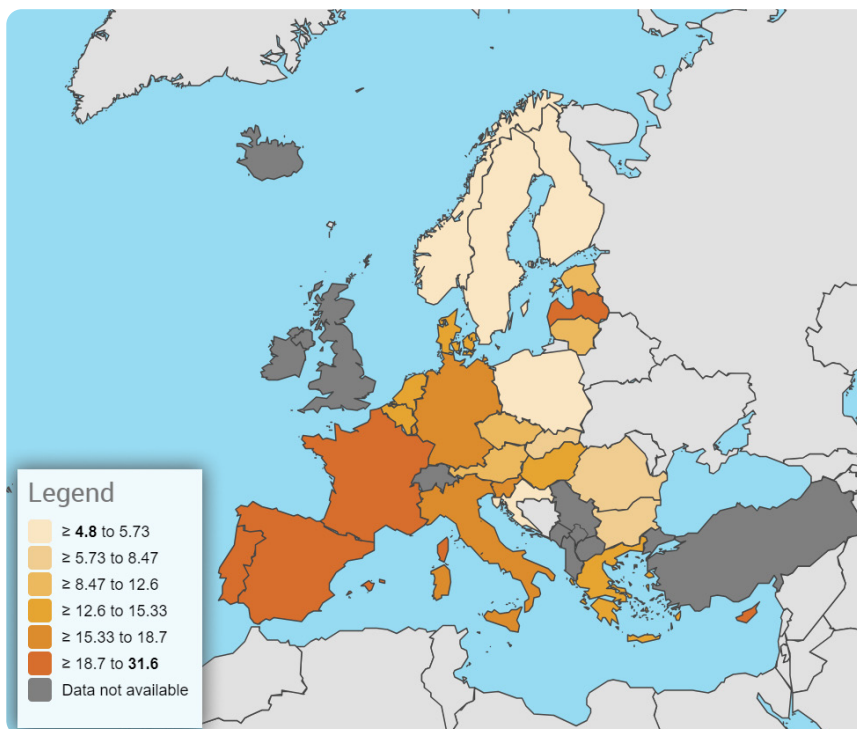 Legend
≥ 4.8 to 5.73
≥ 5.73 to 8.47
≥ 8.47 to 12.6
≥ 12.6 to 15.33
≥ 15.33 to 18.7
≥ 18.7 to 31.6
Data not available